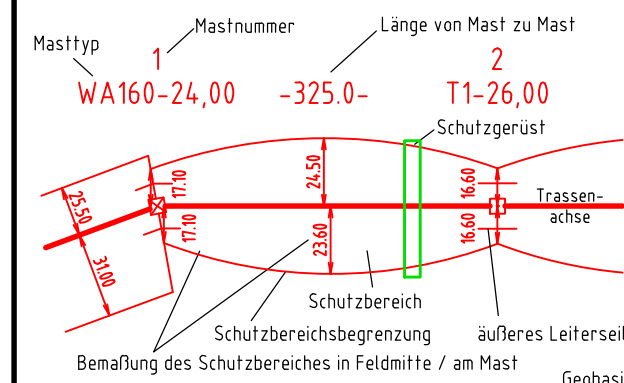 Mastnummer
Länge von Mast zu Mast
Masttyp
1
2
WA160-24,00
-325.0-
T1-26,00
Schutzgerüst
25.50
17.10
24.50
16.60
Trassen-
achse
31.00
17.10
23.60
16.60
Schutzbereich
Schutzbereichsbegrenzung
äußeres Leiterseil
Bemaßung des Schutzbereiches in Feldmitte / am Mast
Geobasi